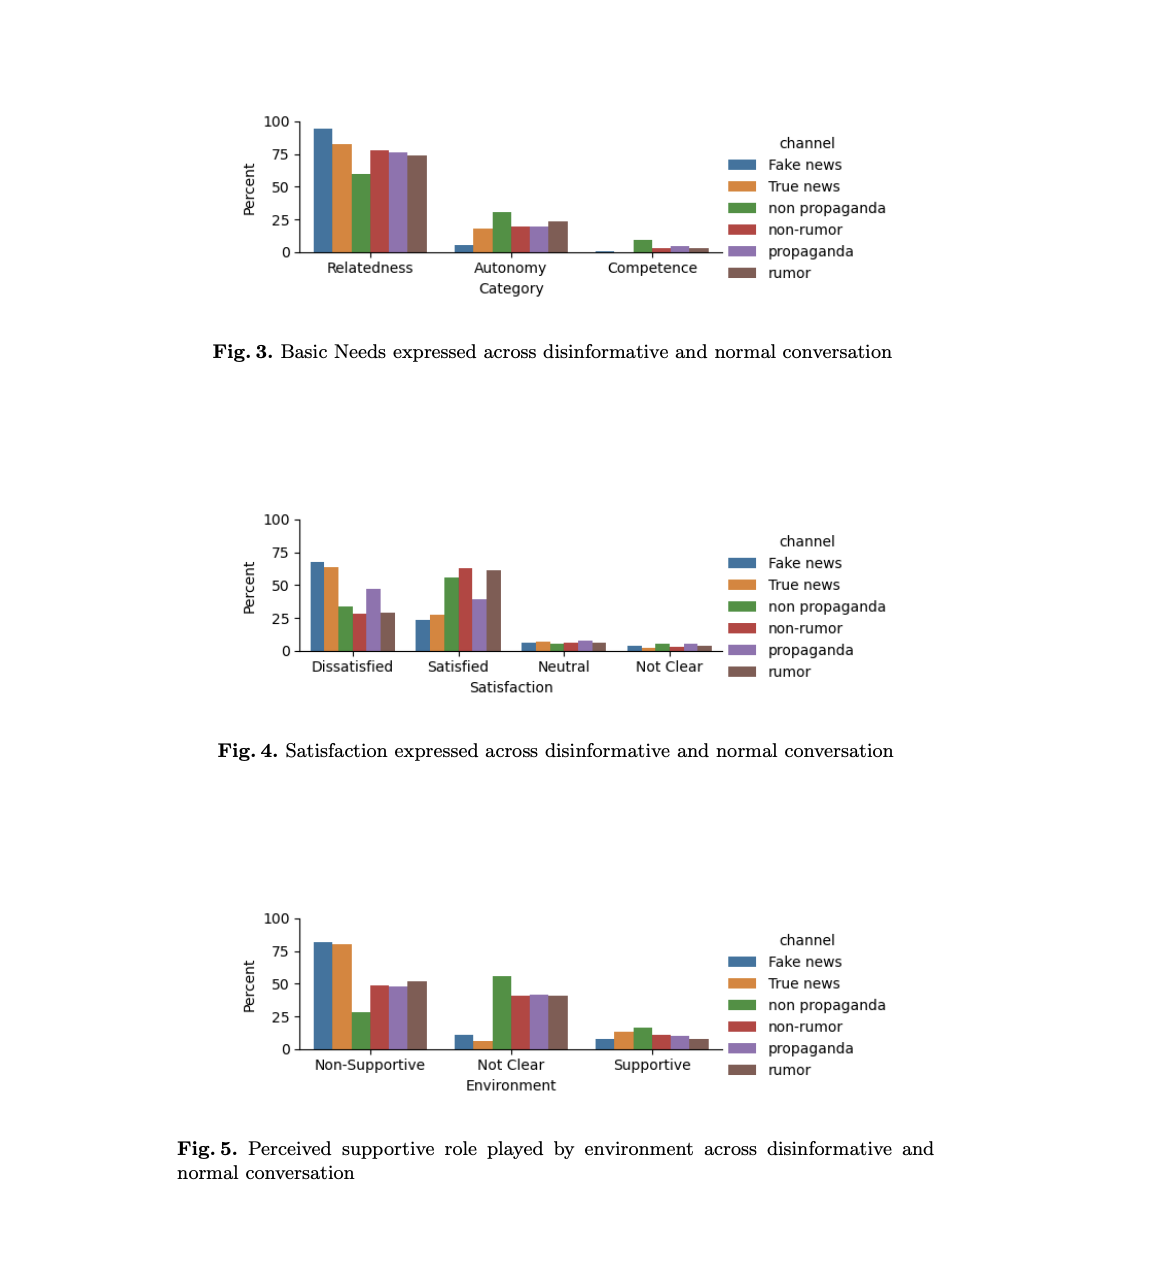 100
75
50
25
0
Percent
Relatedness Autonomy Competence
Category
channel
Fake news
True news
non propaganda
non-rumor
propaganda
rumor
Fig. 3. Basic Needs expressed across disinformative and normal conversation
100
75
50
25
0
Percent
Dissatisfied Satisfied Neutral Not Clear
Satisfaction
channel
Fake news
True news
non propaganda
non-rumor
propaganda
rumor
Fig. 4. Satisfaction expressed across disinformative and normal conversation
100
75
50
25
0
Percent
Non-Supportive Not Clear Supportive
Environment
channel
Fake news
True news
non propaganda
non-rumor
propaganda
rumor
Fig. 5. Perceived supportive role played by environment across disinformative and
normal conversation